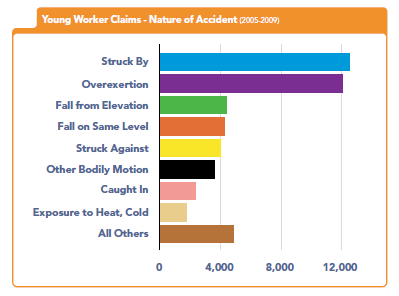 Young Worker Claims - Nature of Accident (2005-2009)
Struck By
Overexertion
Fall from Elevation
Fall on Same Level
Struck Against
Other Bodily Motion
Caught In
Exposure to Heat, Cold
All Others
0 4,000 8,000 12,000